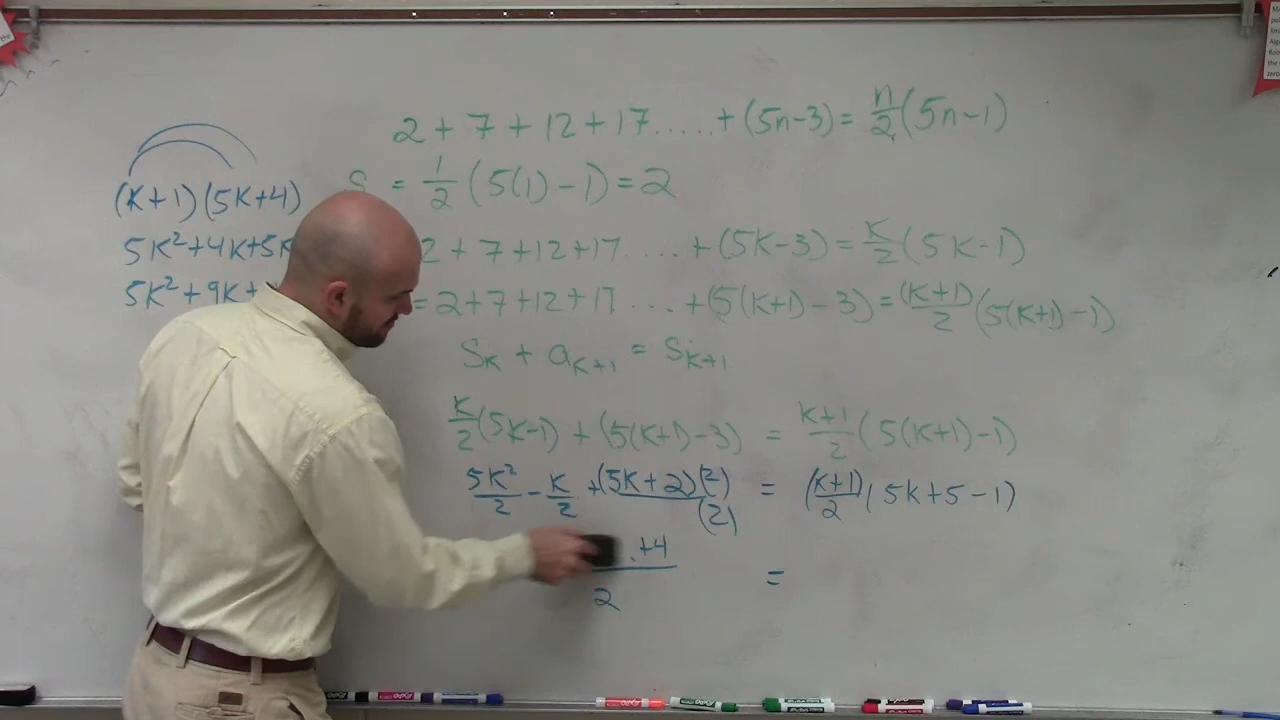 2 + 7 + 12 + 17 ..... + (5n-3) = n/2 (5n-1)
S = 1/2 (5(1) - 1) = 2
2 + 7 + 12 + 17 .... + (5K-3) = K/2 (5K-1)
= 2 + 7 + 12 + 17 ... + (5(K+1) - 3) = (K+1)/2 (5(K+1) - 1)
S_K + a_K+1 = S_K+1
K/2 (5K-1) + (5(K+1) - 3) = K+1/2 (5(K+1) - 1)
5K²/2 - K/2 + (5K+2)(2)/(2) = (K+1)/2 (5K+5-1)
+4/2 =
(K+1)(5K+4)
5K²+4K+5K
5K²+9K+